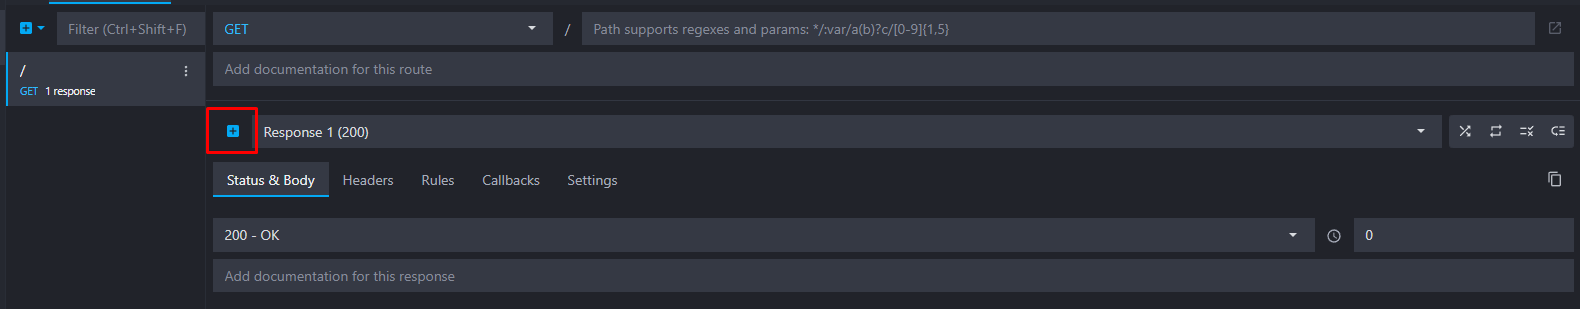 Filter (Ctrl+Shift+F)
GET
/
Path supports regexes and params: */:var/a(b)?c/[0-9]{1,5}
/
GET 1 response
Add documentation for this route
Response 1 (200)
Status & Body
Headers
Rules
Callbacks
Settings
200 - OK
0
Add documentation for this response